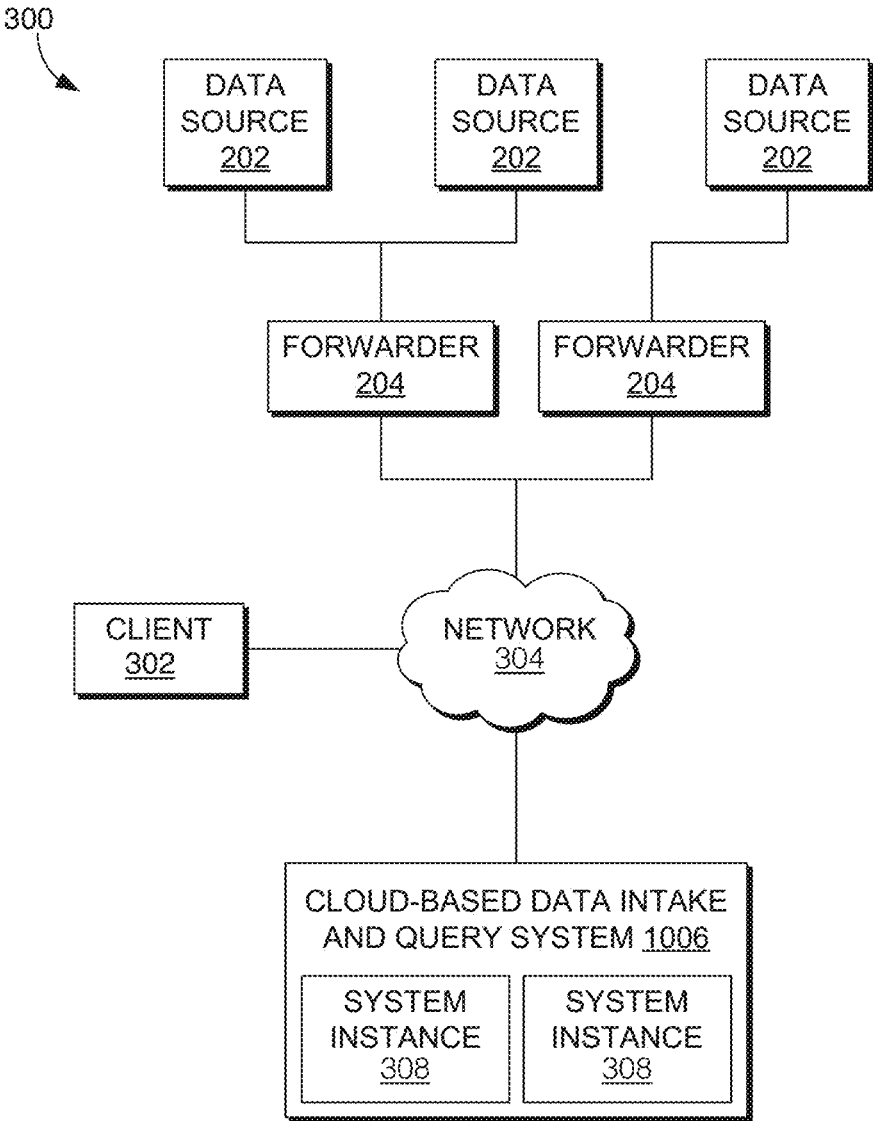 300
DATA
SOURCE
202
DATA
SOURCE
202
DATA
SOURCE
202
FORWARDER
204
FORWARDER
204
CLIENT
302
NETWORK
304
CLOUD-BASED DATA INTAKE
AND QUERY SYSTEM 1006
SYSTEM
INSTANCE
308
SYSTEM
INSTANCE
308